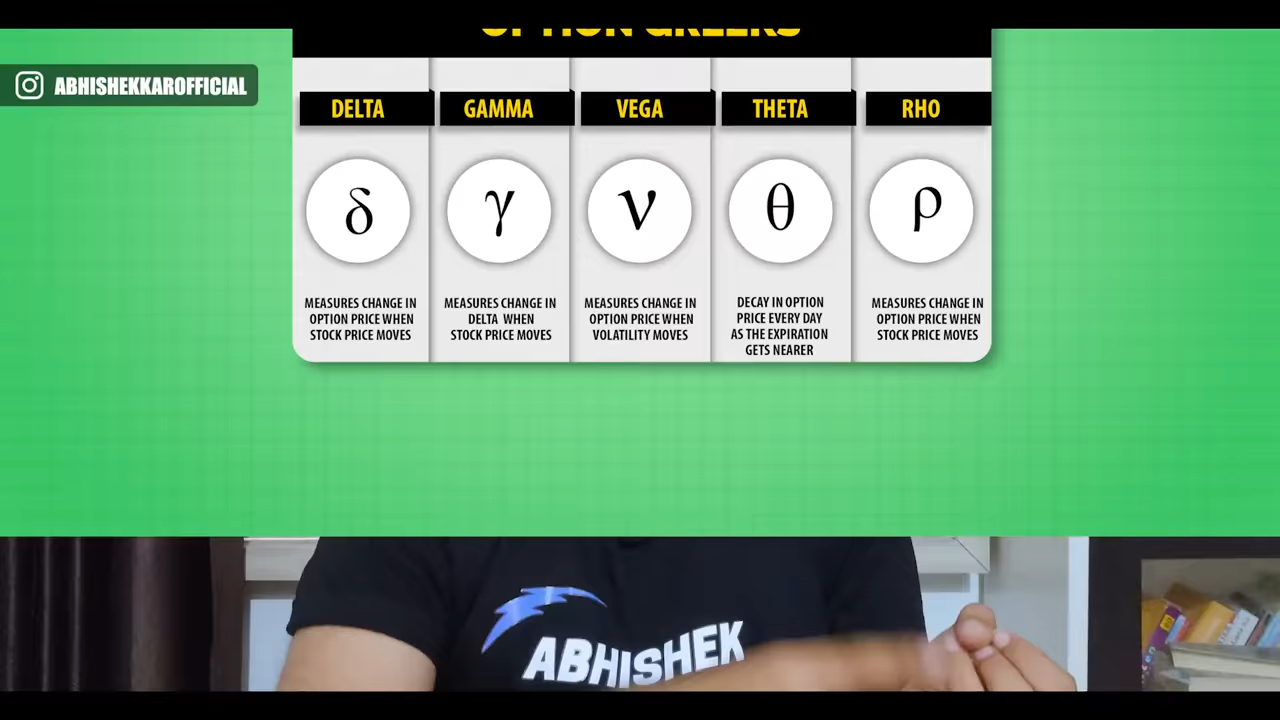 OPTION GREEKS
ABHISHEKKAROFFICIAL
DELTA
GAMMA
VEGA
THETA
RHO
δ
γ
ν
θ
ρ
MEASURES CHANGE IN
OPTION PRICE WHEN
STOCK PRICE MOVES
MEASURES CHANGE IN
DELTA WHEN
STOCK PRICE MOVES
MEASURES CHANGE IN
OPTION PRICE WHEN
VOLATILITY MOVES
DECAY IN OPTION
PRICE EVERY DAY
AS THE EXPIRATION
GETS NEARER
MEASURES CHANGE IN
OPTION PRICE WHEN
STOCK PRICE MOVES
ABHISHEK